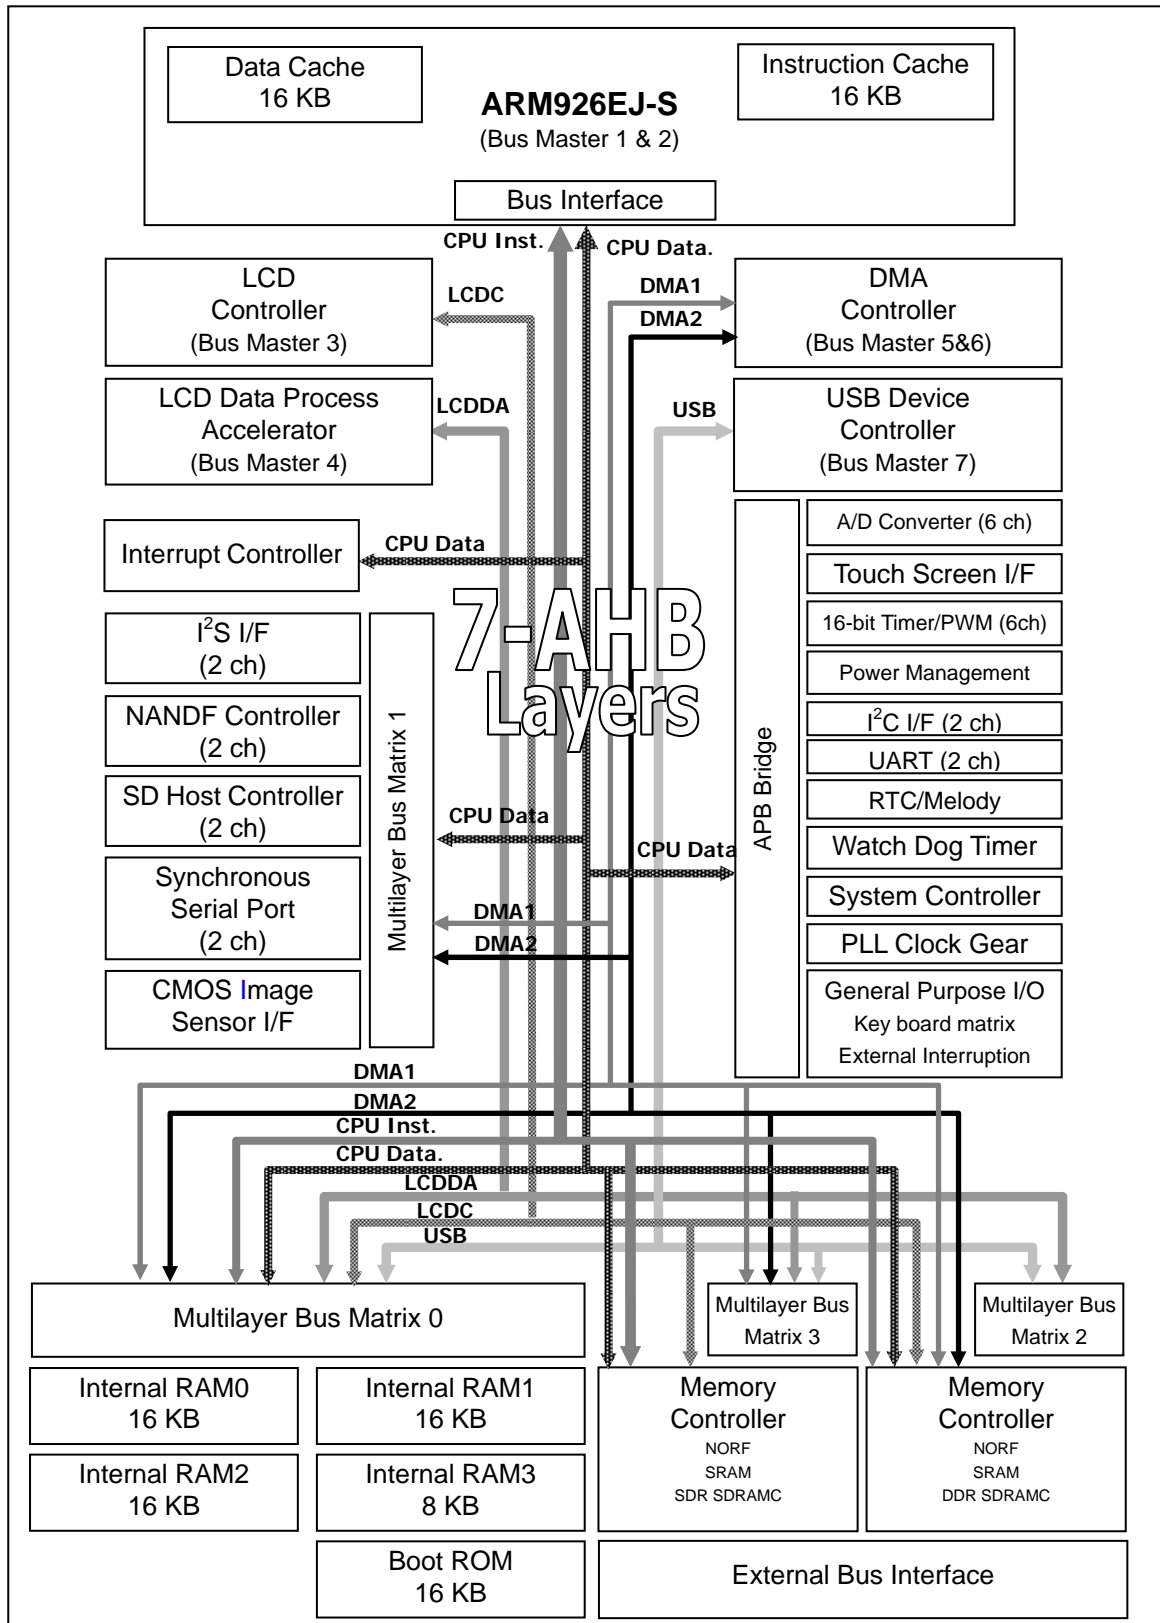 Data Cache
16 KB
Instruction Cache
16 KB
ARM926EJ-S
(Bus Master 1 & 2)
Bus Interface
CPU Inst.
CPU Data.
LCD
Controller
(Bus Master 3)
LCDC
DMA1
DMA2
DMA
Controller
(Bus Master 5&6)
LCD Data Process
Accelerator
(Bus Master 4)
LCDDA
USB
USB Device
Controller
(Bus Master 7)
Interrupt Controller
CPU Data
7-AHB
Layers
I²S I/F
(2 ch)
NANDF Controller
(2 ch)
SD Host Controller
(2 ch)
Synchronous
Serial Port
(2 ch)
CMOS Image
Sensor I/F
Multilayer Bus Matrix 1
CPU Data
CPU Data
DMA1
DMA2
APB Bridge
A/D Converter (6 ch)
Touch Screen I/F
16-bit Timer/PWM (6ch)
Power Management
I²C I/F (2 ch)
UART (2 ch)
RTC/Melody
Watch Dog Timer
System Controller
PLL Clock Gear
General Purpose I/O
Key board matrix
External Interruption
DMA1
DMA2
CPU Inst.
CPU Data.
LCDDA
LCDC
USB
Multilayer Bus Matrix 0
Multilayer Bus
Matrix 3
Multilayer Bus
Matrix 2
Internal RAM0
16 KB
Internal RAM1
16 KB
Internal RAM2
16 KB
Internal RAM3
8 KB
Boot ROM
16 KB
Memory
Controller
NORF
SRAM
SDR SDRAMC
Memory
Controller
NORF
SRAM
DDR SDRAMC
External Bus Interface